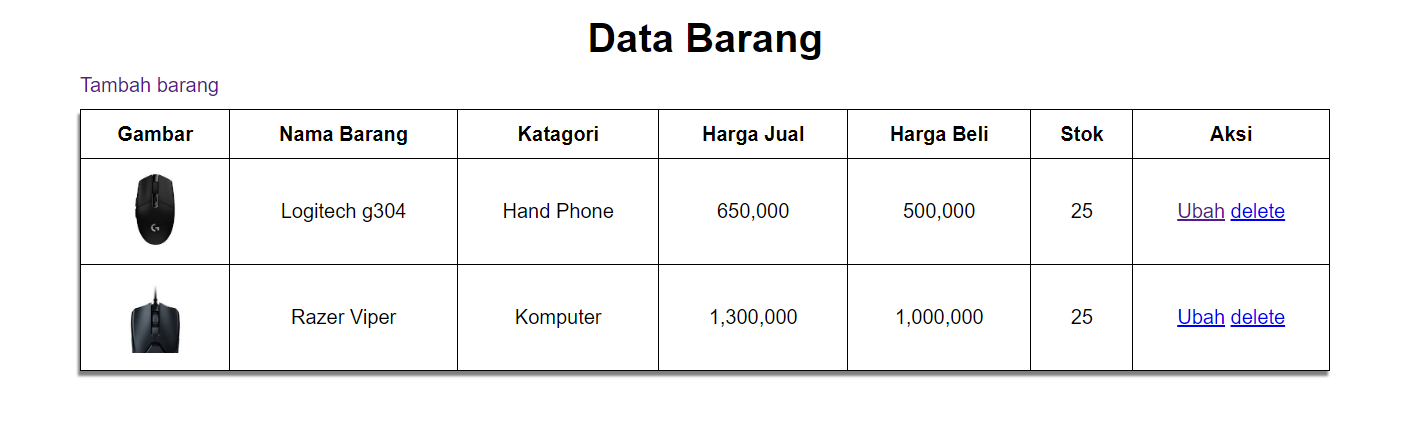 Data Barang
Tambah barang
Gambar Nama Barang Katagori Harga Jual Harga Beli Stok Aksi
Logitech g304 Hand Phone 650,000 500,000 25 Ubah delete
Razer Viper Komputer 1,300,000 1,000,000 25 Ubah delete